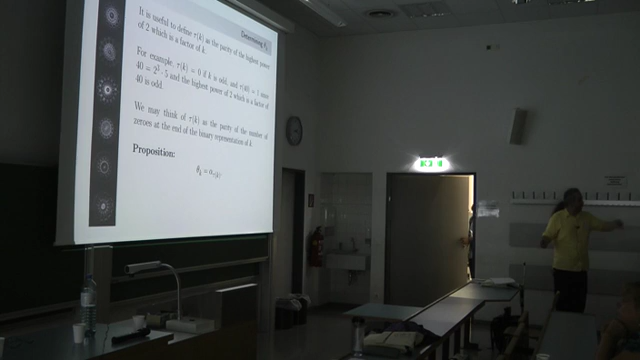 Determining θk
It is useful to define τ(k) as the parity of the highest power
of 2 which is a factor of k.
For example, τ(k) = 0 if k is odd, and τ(40) = 1 since
40 = 2³ · 5 and the highest power of 2 which is a factor of
40 is odd.
We may think of τ(k) as the parity of the number of
zeroes at the end of the binary representation of k.
Proposition: